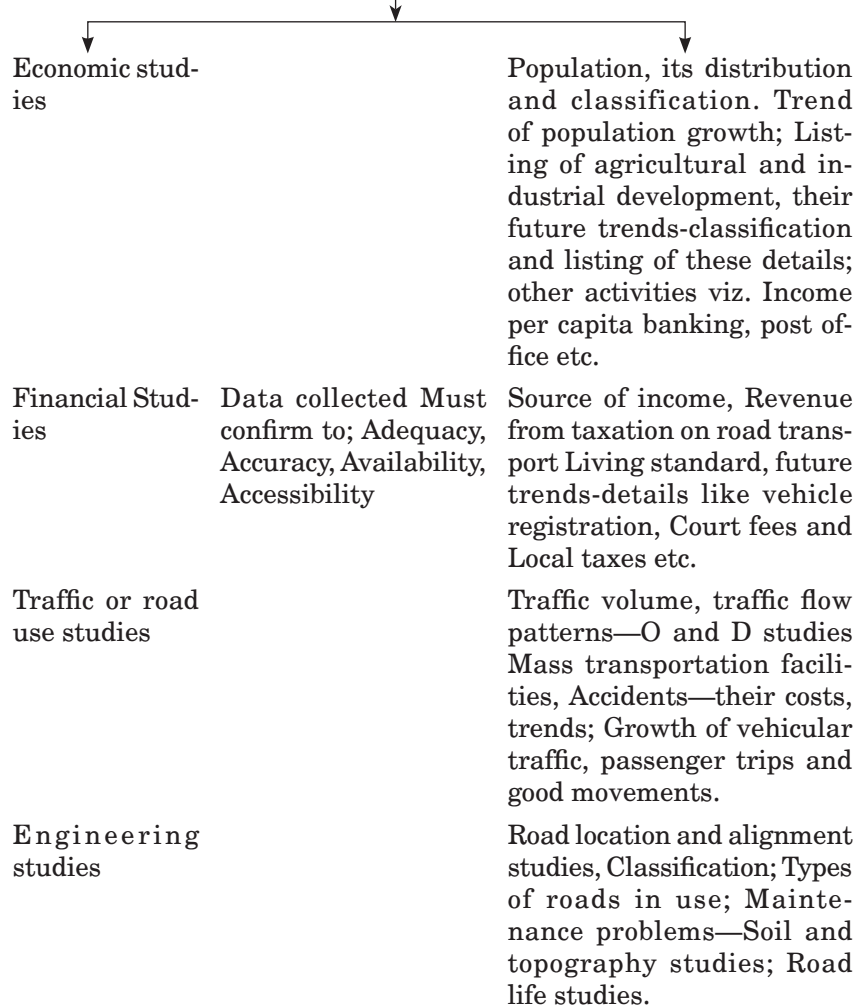 Economic stud-
ies
Population, its distribution
and classification. Trend
of population growth; List-
ing of agricultural and in-
dustrial development, their
future trends-classification
and listing of these details;
other activities viz. Income
per capita banking, post of-
fice etc.
Financial Stud-
ies
Data collected Must
confirm to; Adequacy,
Accuracy, Availability,
Accessibility
Source of income, Revenue
from taxation on road trans-
port Living standard, future
trends-details like vehicle
registration, Court fees and
Local taxes etc.
Traffic or road
use studies
Traffic volume, traffic flow
patterns—O and D studies
Mass transportation facili-
ties, Accidents—their costs,
trends; Growth of vehicular
traffic, passenger trips and
good movements.
Engineering
studies
Road location and alignment
studies, Classification; Types
of roads in use; Mainte-
nance problems—Soil and
topography studies; Road
life studies.